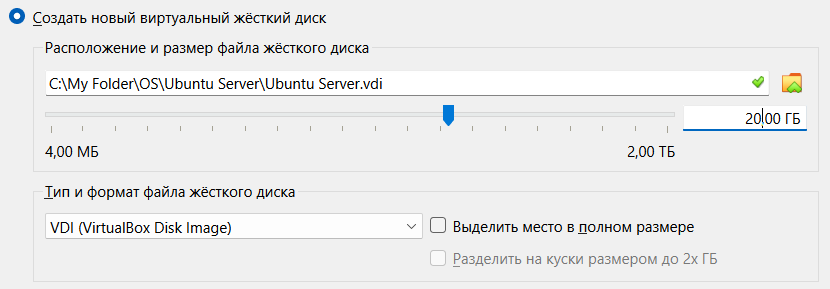 Создать новый виртуальный жёсткий диск
Расположение и размер файла жёсткого диска
C:\My Folder\OS\Ubuntu Server\Ubuntu Server.vdi
20,00 ГБ
4,00 МБ 2,00 ТБ
Тип и формат файла жёсткого диска
VDI (VirtualBox Disk Image) Выделить место в полном размере
Разделить на куски размером до 2х ГБ